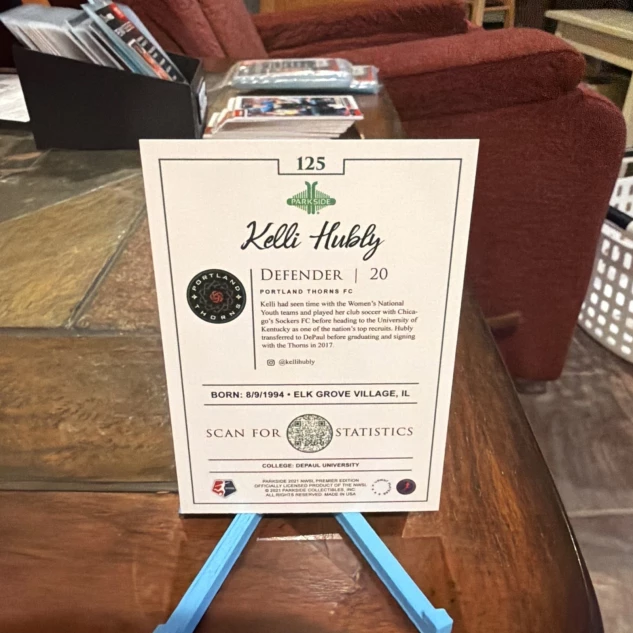 125
PARKSIDE
Kelli Hubly
PORTLAND
THORNS
DEFENDER | 20
PORTLAND THORNS FC
Kelli had seen time with the Women's National
Youth teams and played her club soccer with Chica-
go's Sockers FC before heading to the University of
Kentucky as one of the nation's top recruits. Hubly
transferred to DePaul before graduating and signing
with the Thorns in 2017.
@kellihubly
BORN: 8/9/1994 • ELK GROVE VILLAGE, IL
SCAN FOR STATISTICS
COLLEGE: DEPAUL UNIVERSITY
PARKSIDE 2021 NWSL PREMIER EDITION
OFFICIALLY LICENSED PRODUCT OF THE NWSL
© 2021 PARKSIDE COLLECTIBLES, INC.
ALL RIGHTS RESERVED. MADE IN USA